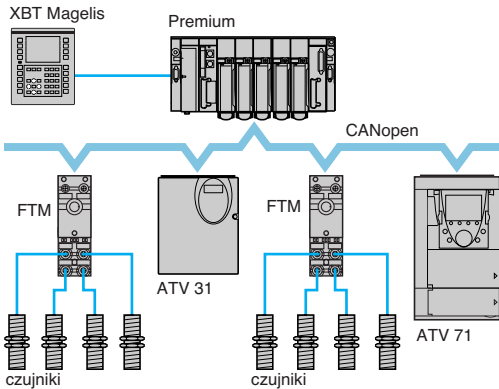 XBT Magelis
Premium
CANopen
FTM
FTM
ATV 31
ATV 71
czujniki
czujniki